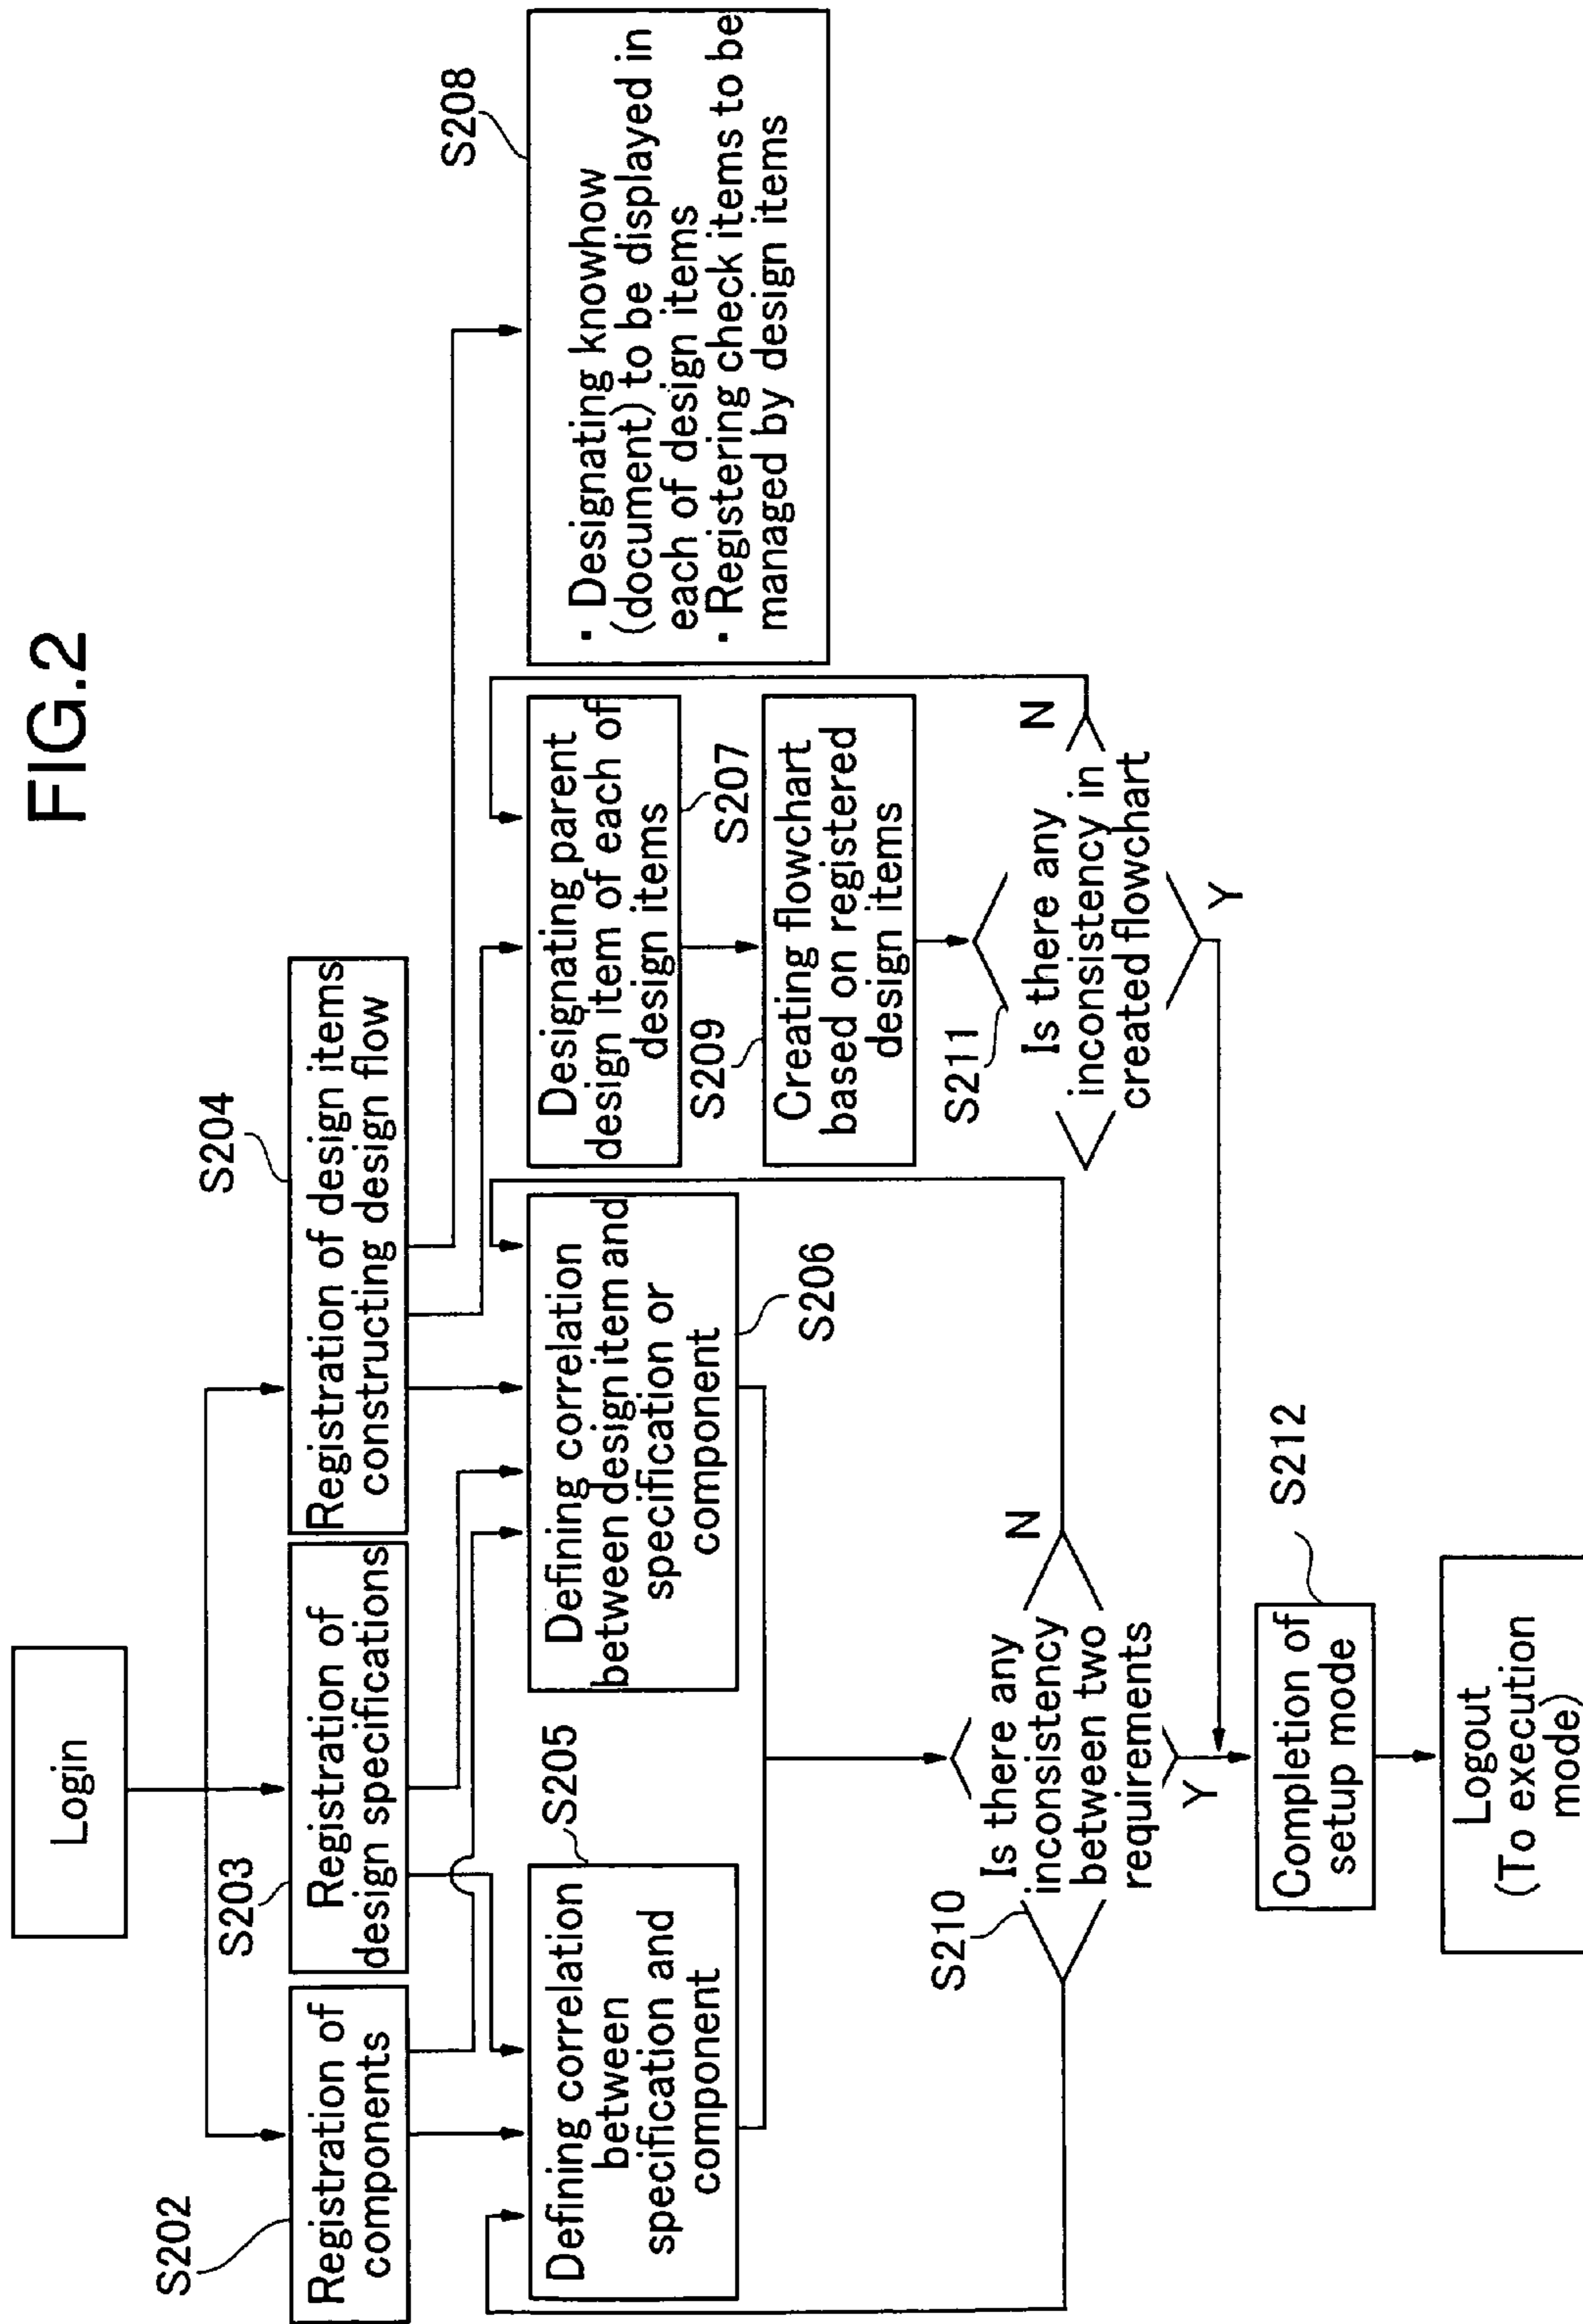 FIG.2
Login
S202
S203
S204
Registration of
components
Registration of
design specifications
Registration of design items
constructing design flow
S205
Defining correlation
between
specification and
component
Defining correlation
between design item and
specification or
component
S206
Designating parent
design item of each of
design items
S207
S208
· Designating knowhow
(document) to be displayed in
each of design items
· Registering check items to be
managed by design items
S209
Creating flowchart
based on registered
design items
S210
Is there any
inconsistency
between two
requirements
N
Y
S211
Is there any
inconsistency in
created flowchart
N
Y
S212
Completion of
setup mode
Logout
(To execution
mode)